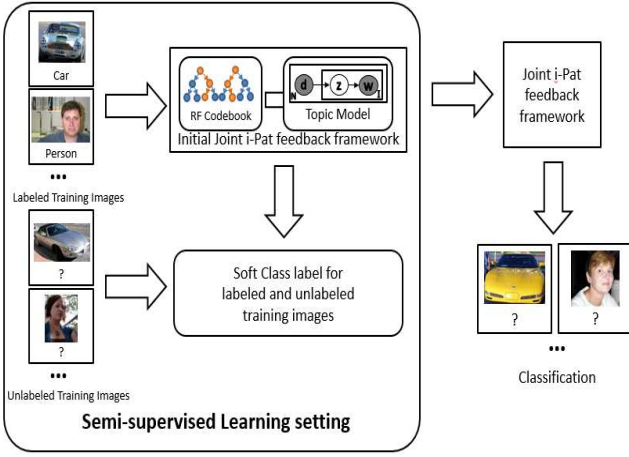 Car
Person
•••
Labeled Training Images
?
?
•••
Unlabeled Training Images
RF Codebook
d
z
w
N
I
Topic Model
Initial Joint i-Pat feedback framework
Soft Class label for
labeled and unlabeled
training images
Semi-supervised Learning setting
Joint i-Pat
feedback
framework
?
?
•••
Classification